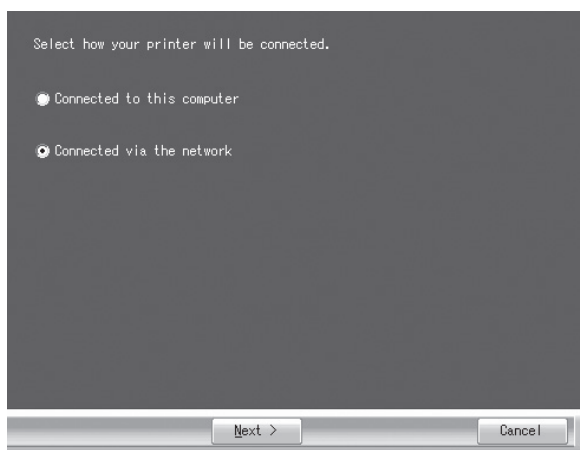 Select how your printer will be connected.
Connected to this computer
Connected via the network
Next >
Cancel